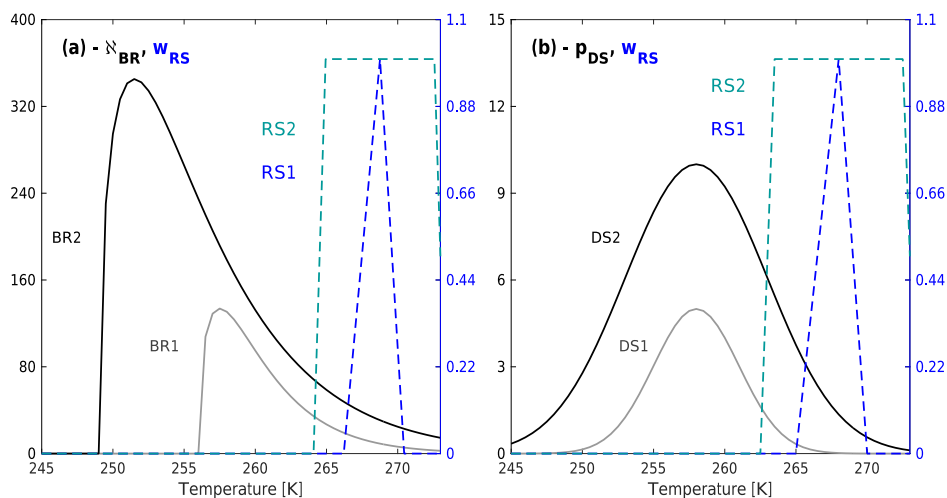 (a) - ℵBR, wRS
400
320
240
160
80
0
1.1
0.88
0.66
0.44
0.22
0
RS2
RS1
BR2
BR1
245 250 255 260 265 270
Temperature [K]
(b) - pDS, wRS
15
12
9
6
3
0
1.1
0.88
0.66
0.44
0.22
0
RS2
RS1
DS2
DS1
245 250 255 260 265 270
Temperature [K]